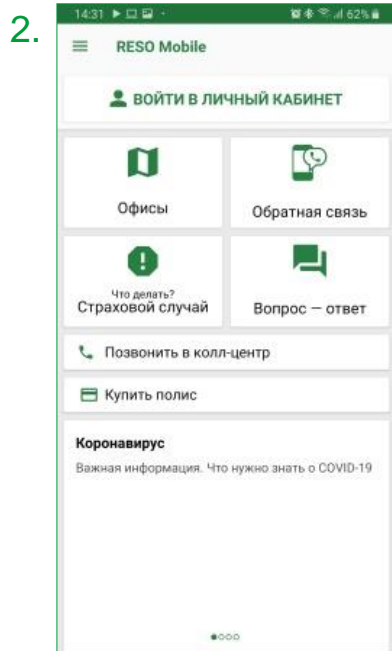 2.
14:31 62%
RESO Mobile
ВОЙТИ В ЛИЧНЫЙ КАБИНЕТ
Офисы
Обратная связь
Что делать?
Страховой случай
Вопрос — ответ
Позвонить в колл-центр
Купить полис
Коронавирус
Важная информация. Что нужно знать о COVID-19